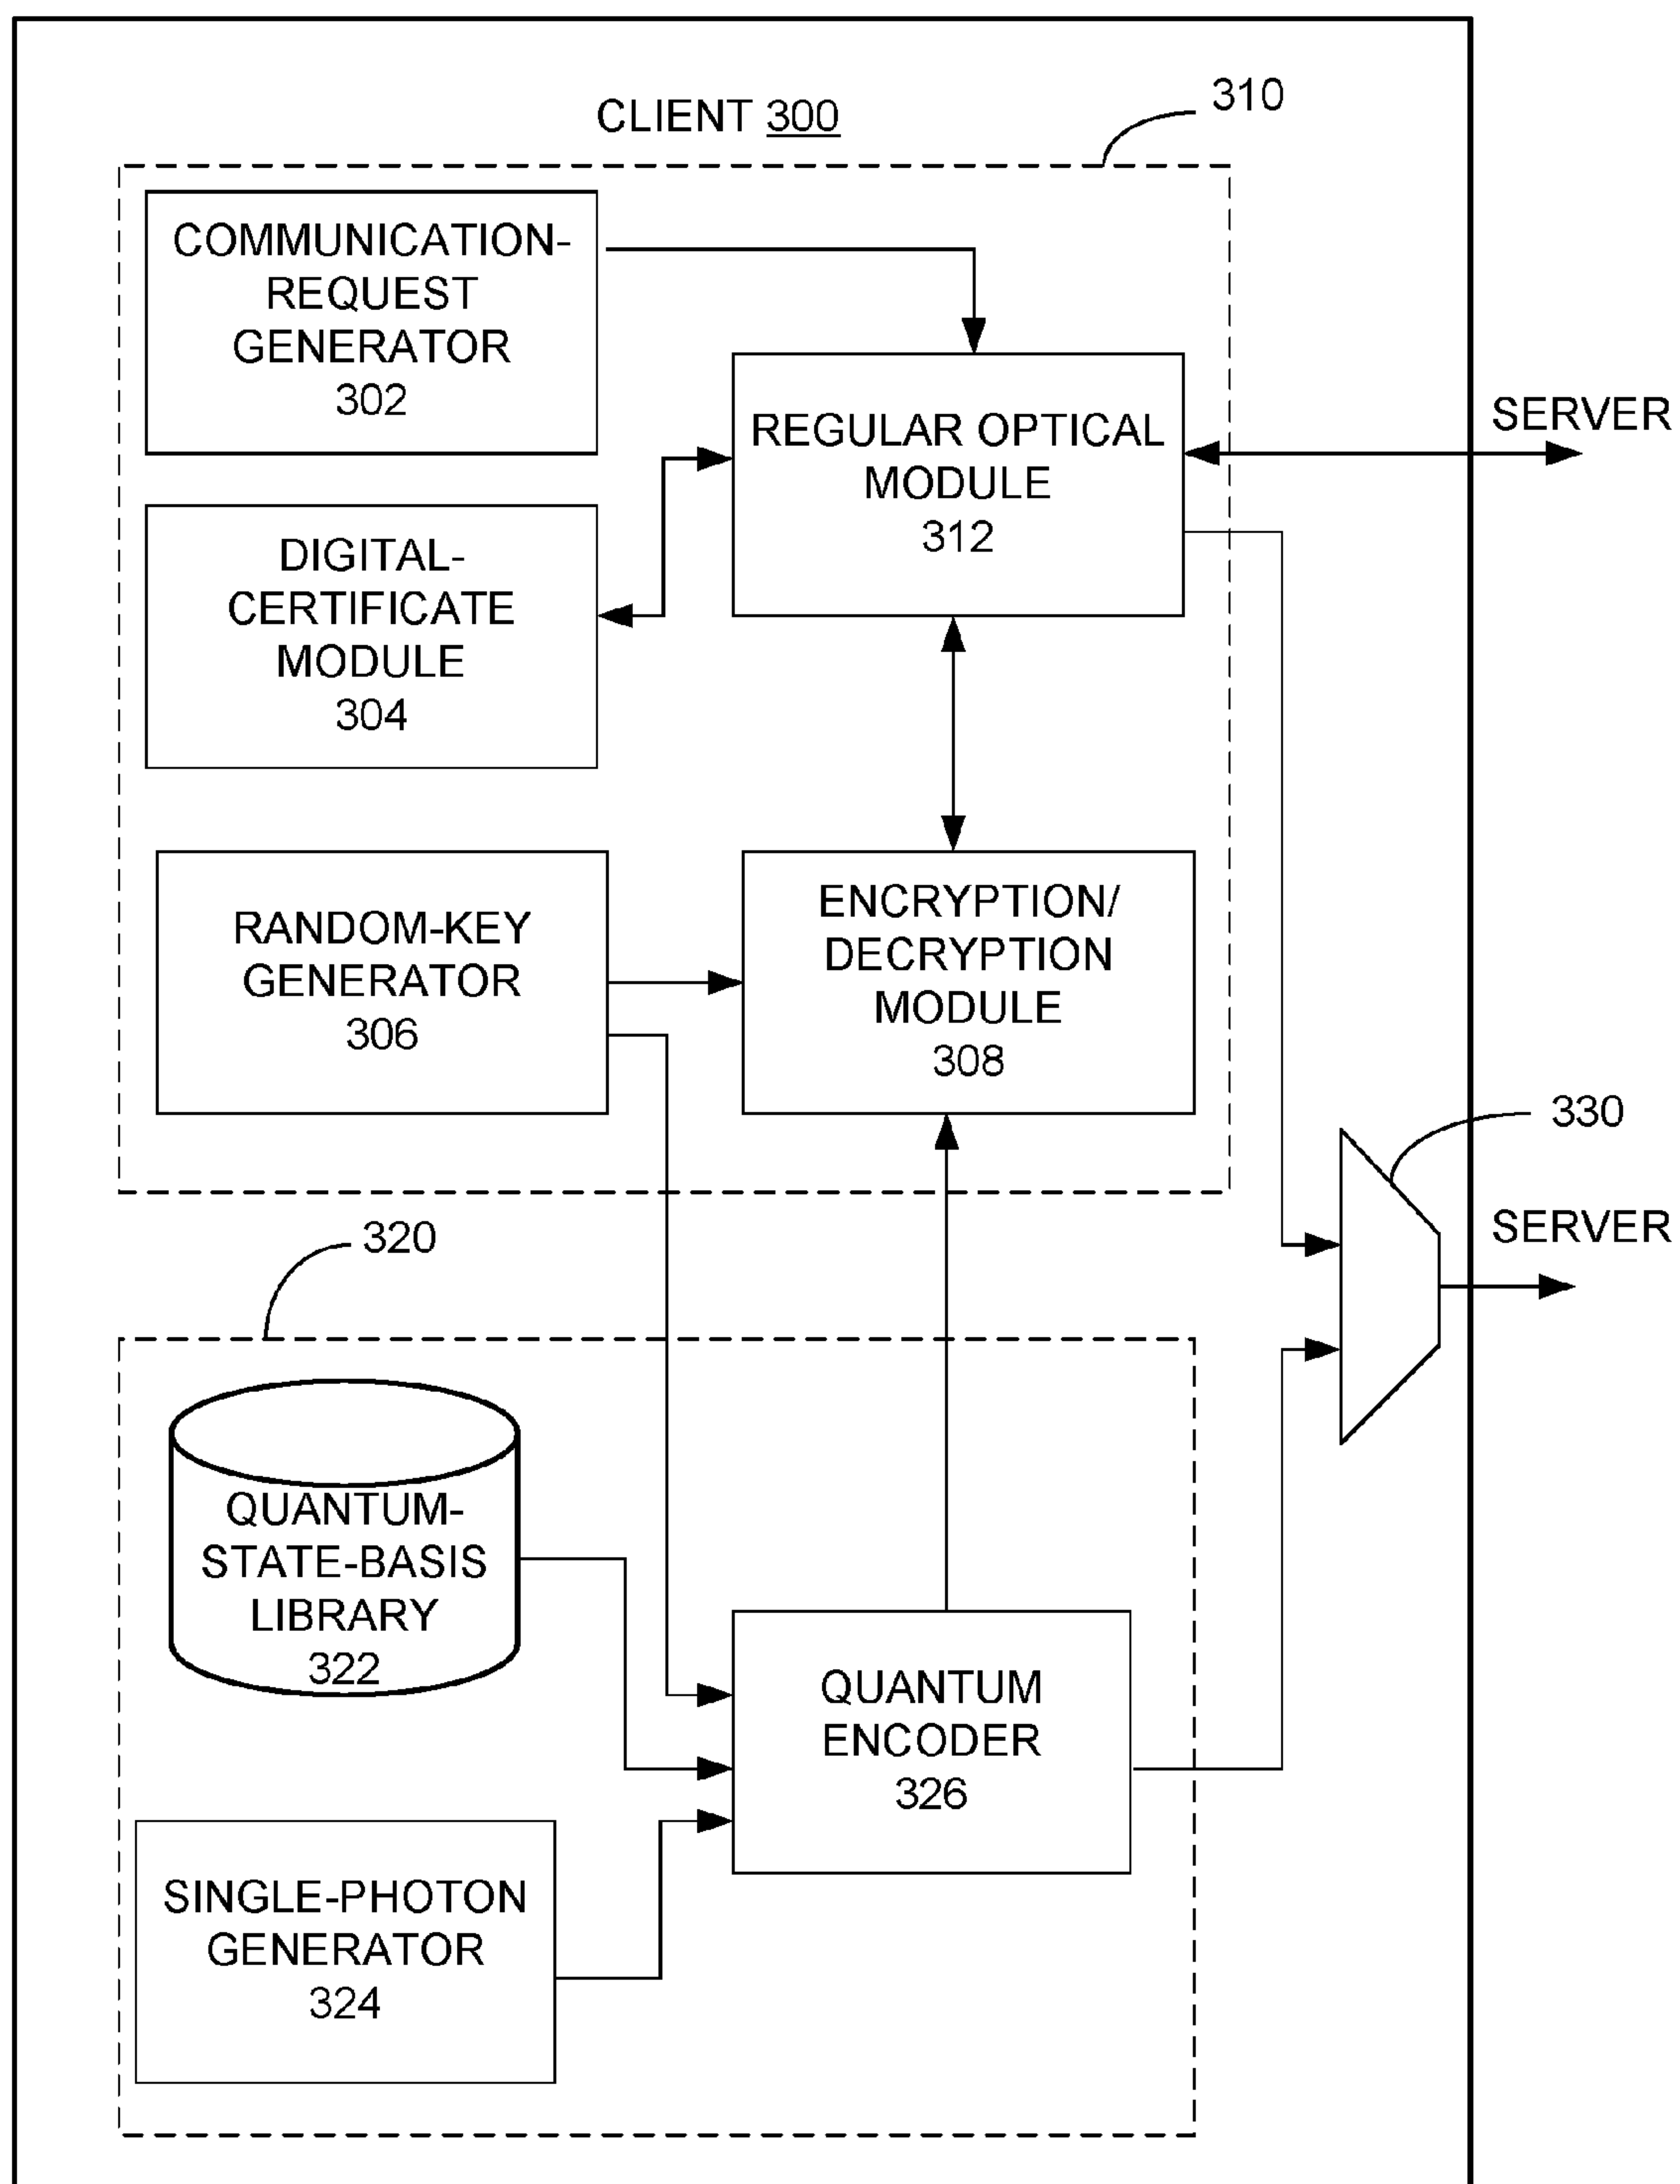 CLIENT 300
310
COMMUNICATION-
REQUEST
GENERATOR
302
REGULAR OPTICAL
MODULE
312
SERVER
DIGITAL-
CERTIFICATE
MODULE
304
RANDOM-KEY
GENERATOR
306
ENCRYPTION/
DECRYPTION
MODULE
308
330
SERVER
320
QUANTUM-
STATE-BASIS
LIBRARY
322
QUANTUM
ENCODER
326
SINGLE-PHOTON
GENERATOR
324